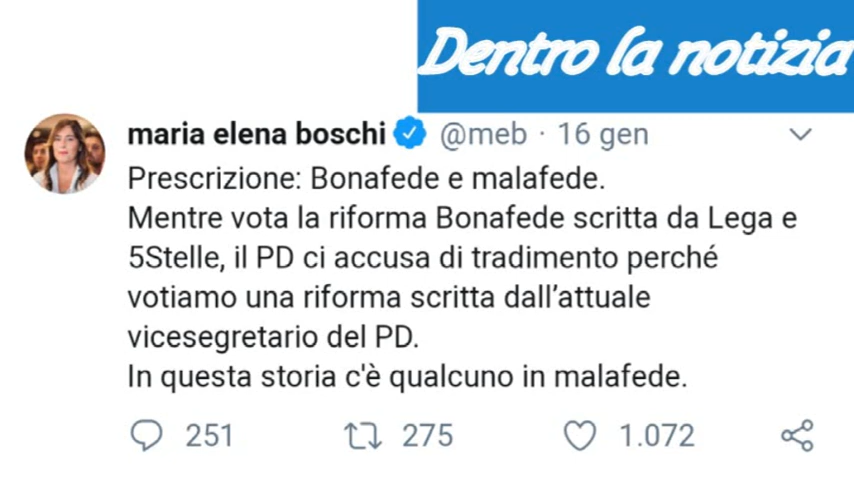 Dentro la notizia
maria elena boschi @meb · 16 gen
Prescrizione: Bonafede e malafede.
Mentre vota la riforma Bonafede scritta da Lega e
5Stelle, il PD ci accusa di tradimento perché
votiamo una riforma scritta dall’attuale
vicesegretario del PD.
In questa storia c'è qualcuno in malafede.
251 275 1.072